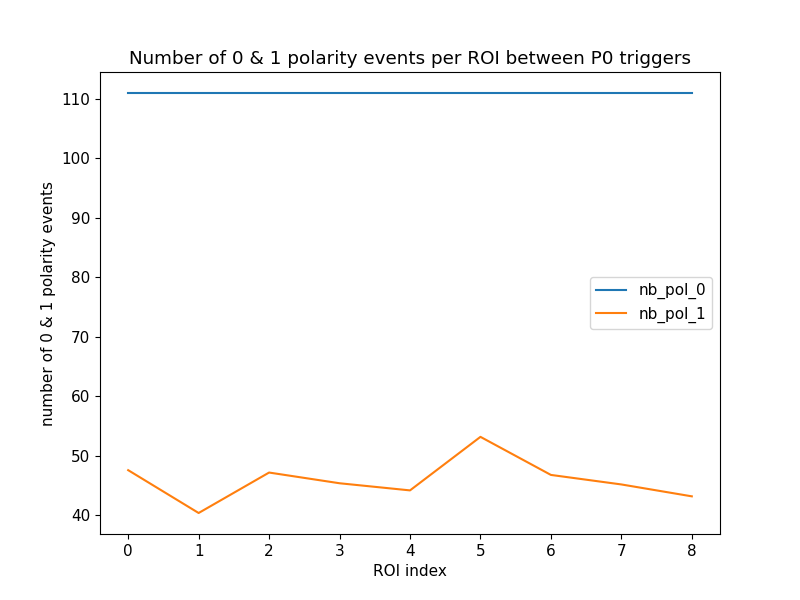 Number of 0 & 1 polarity events per ROI between P0 triggers
number of 0 & 1 polarity events
110
100
90
80
70
60
50
40
nb_pol_0
nb_pol_1
0 1 2 3 4 5 6 7 8
ROI index